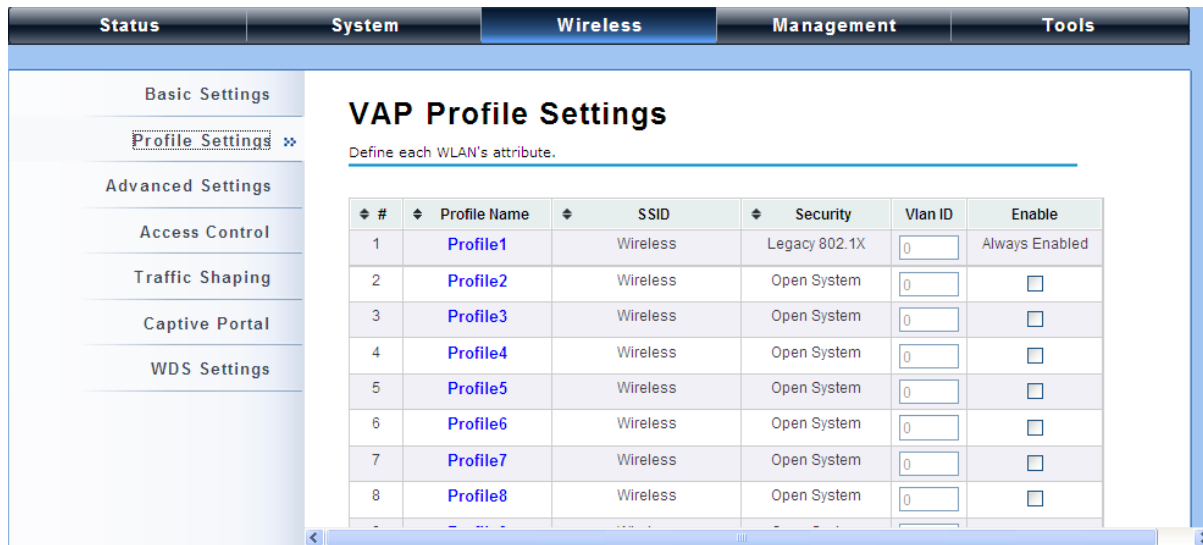 Status System Wireless Management Tools
Basic Settings
Profile Settings
Advanced Settings
Access Control
Traffic Shaping
Captive Portal
WDS Settings
VAP Profile Settings
Define each WLAN's attribute.
# Profile Name SSID Security Vlan ID Enable
1 Profile1 Wireless Legacy 802.1X 0 Always Enabled
2 Profile2 Wireless Open System 0
3 Profile3 Wireless Open System 0
4 Profile4 Wireless Open System 0
5 Profile5 Wireless Open System 0
6 Profile6 Wireless Open System 0
7 Profile7 Wireless Open System 0
8 Profile8 Wireless Open System 0